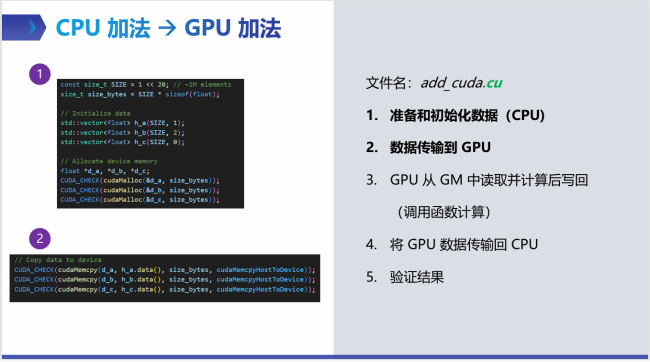 CPU 加法 → GPU 加法
1
const size_t SIZE = 1 << 20; // ~1M elements
size_t size_bytes = SIZE * sizeof(float);
// Initialize data
std::vector<float> h_a(SIZE, 1);
std::vector<float> h_b(SIZE, 2);
std::vector<float> h_c(SIZE, 0);
// Allocate device memory
float *d_a, *d_b, *d_c;
CUDA_CHECK(cudaMalloc(&d_a, size_bytes));
CUDA_CHECK(cudaMalloc(&d_b, size_bytes));
CUDA_CHECK(cudaMalloc(&d_c, size_bytes));
2
// Copy data to device
CUDA_CHECK(cudaMemcpy(d_a, h_a.data(), size_bytes, cudaMemcpyHostToDevice));
CUDA_CHECK(cudaMemcpy(d_b, h_b.data(), size_bytes, cudaMemcpyHostToDevice));
CUDA_CHECK(cudaMemcpy(d_c, h_c.data(), size_bytes, cudaMemcpyHostToDevice));
文件名：add_cuda.cu
1. 准备和初始化数据（CPU）
2. 数据传输到 GPU
3. GPU 从 GM 中读取并计算后写回
（调用函数计算）
4. 将 GPU 数据传输回 CPU
5. 验证结果